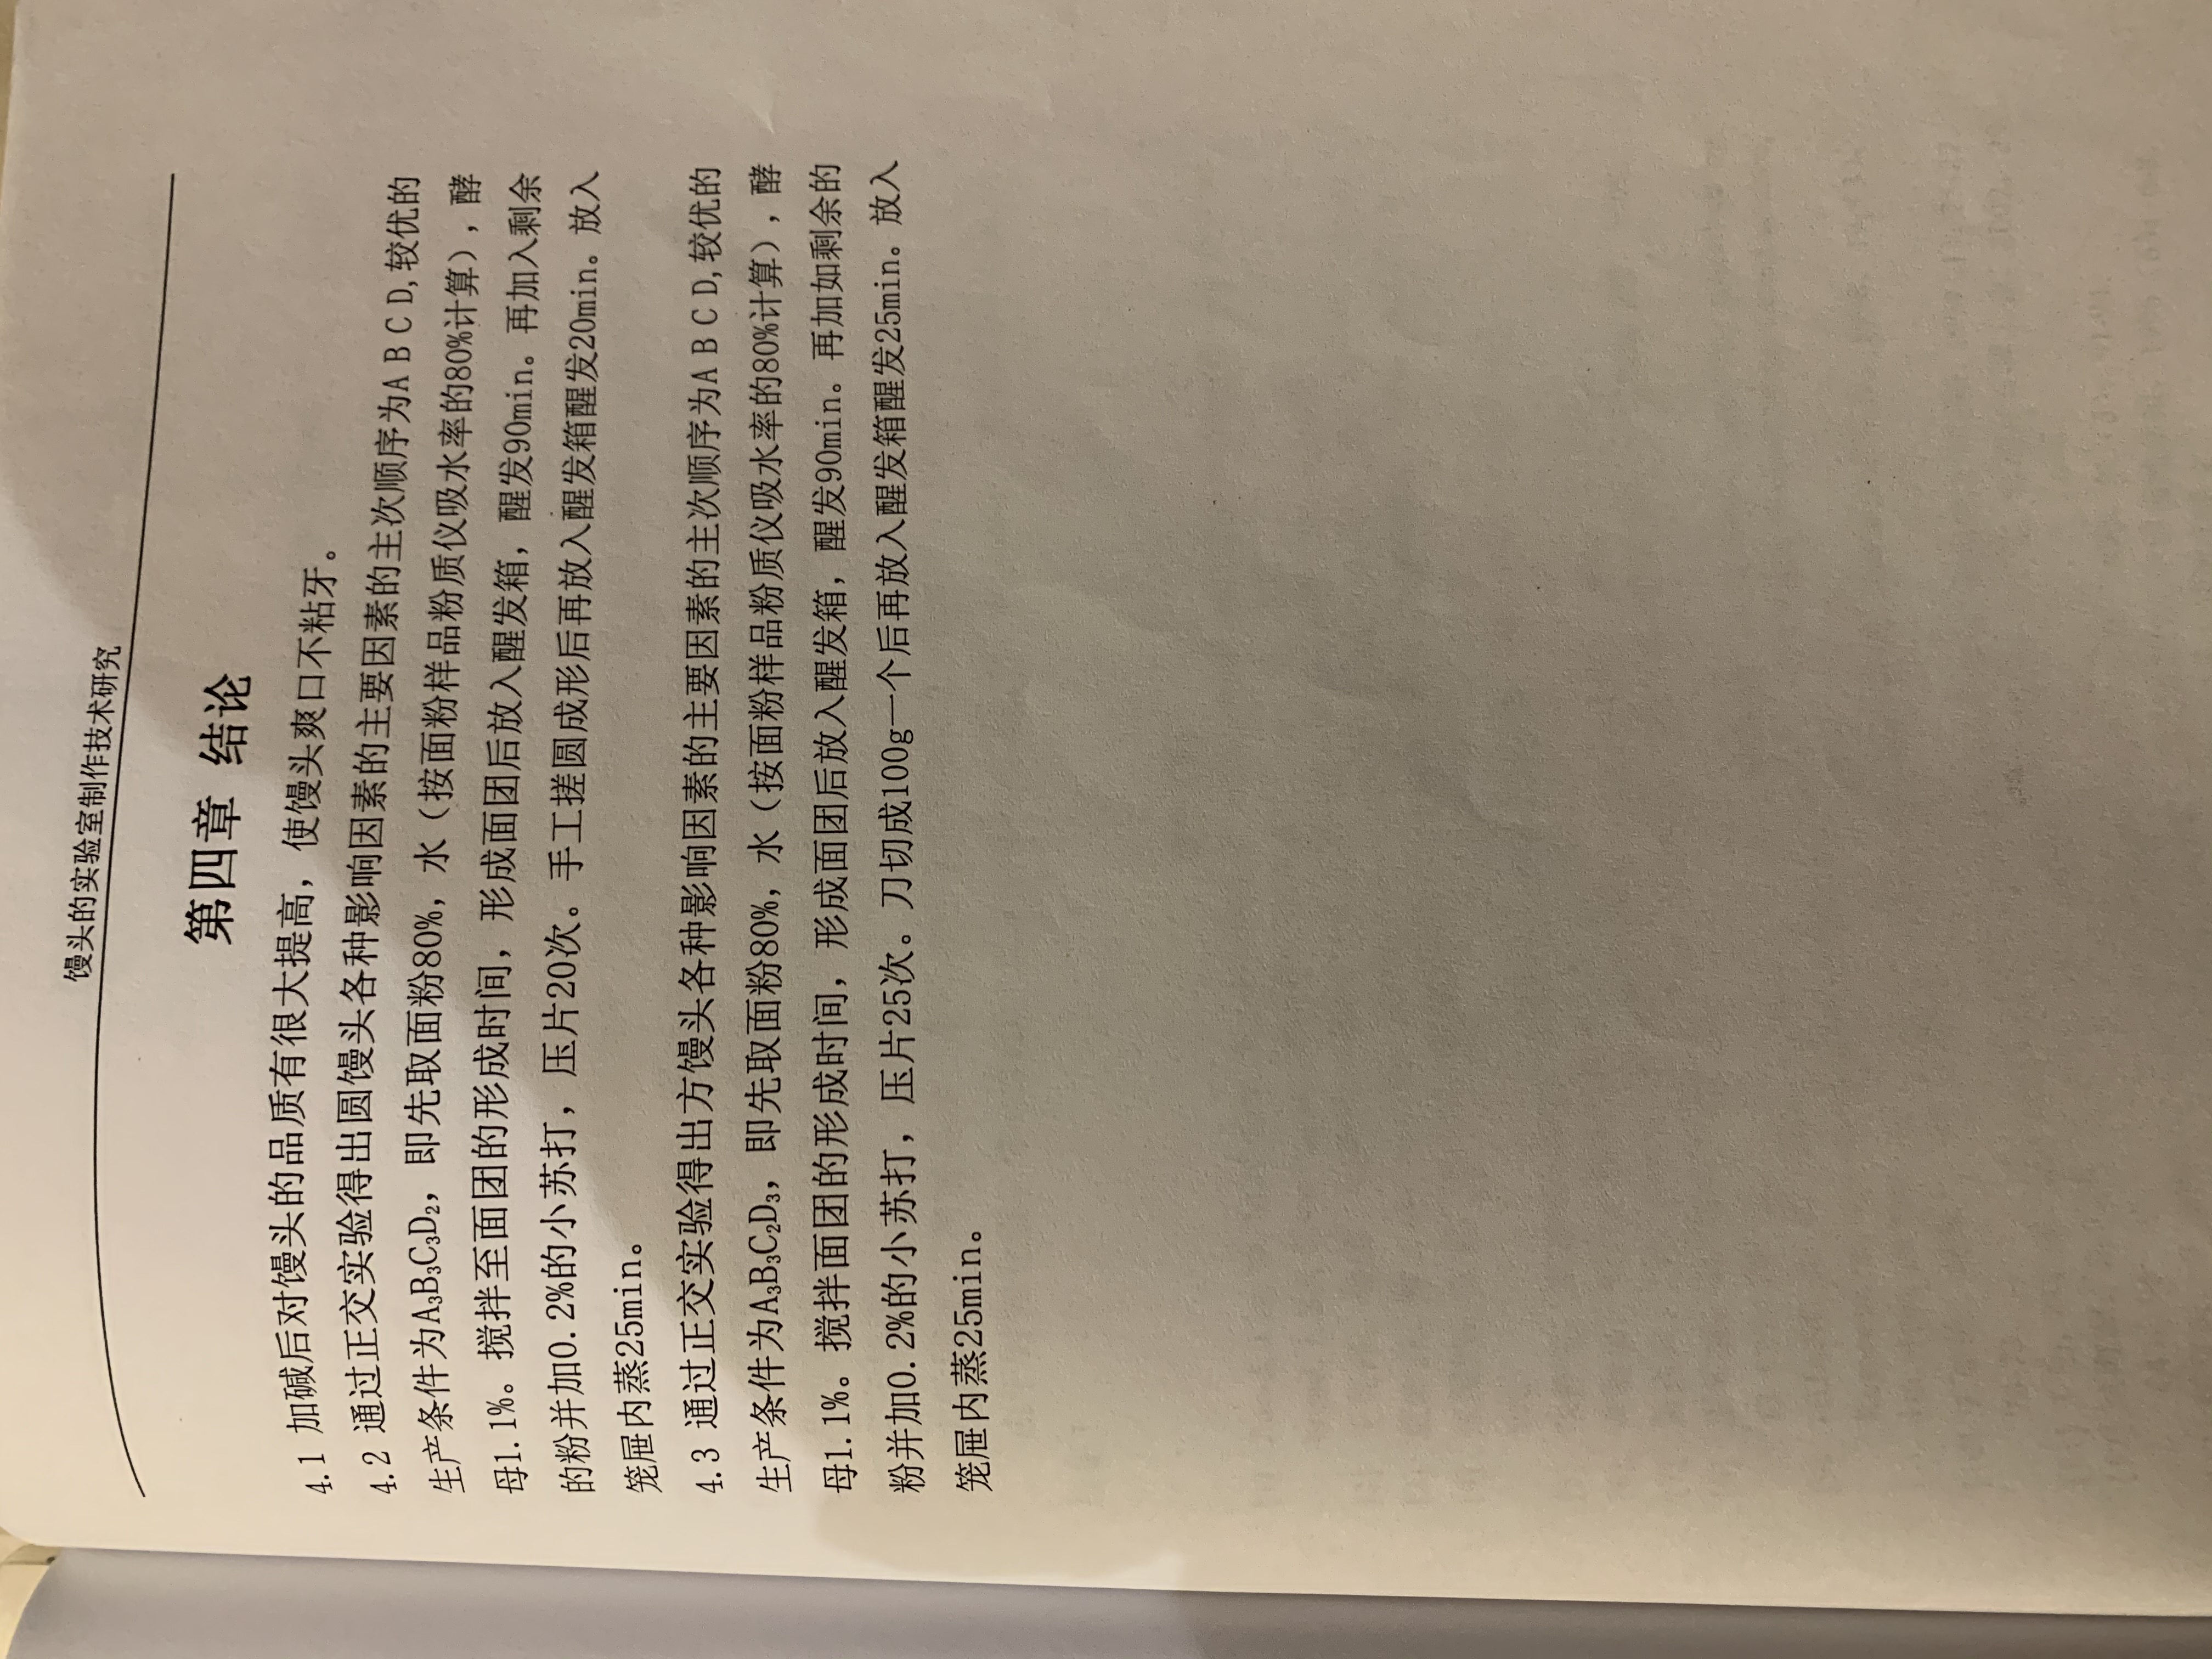 馒头的实验室制作技术研究
第四章 结论
4.1 加碱后对馒头的品质有很大提高，使馒头爽口不粘牙。
4.2 通过正交实验得出圆馒头各种影响因素的主要因素的主次顺序为A B C D,较优的
生产条件为A₃B₃C₃D₂，即先取面粉80%，水（按面粉样品粉质仪吸水率的80%计算），酵
母1.1%。搅拌至面团的形成时间，形成面团后放入醒发箱，醒发90min。再加入剩余
的粉并加0.2%的小苏打，压片20次。手工搓圆成形后再放入醒发箱醒发20min。放入
笼屉内蒸25min。
4.3 通过正交实验得出方馒头各种影响因素的主要因素的主次顺序为A B C D,较优的
生产条件为A₃B₃C₂D₃，即先取面粉80%，水（按面粉样品粉质仪吸水率的80%计算），酵
母1.1%。搅拌面团的形成时间，形成面团后放入醒发箱，醒发90min。再加如剩余的
粉并加0.2%的小苏打，压片25次。刀切成100g一个后再放入醒发箱醒发25min。放入
笼屉内蒸25min。